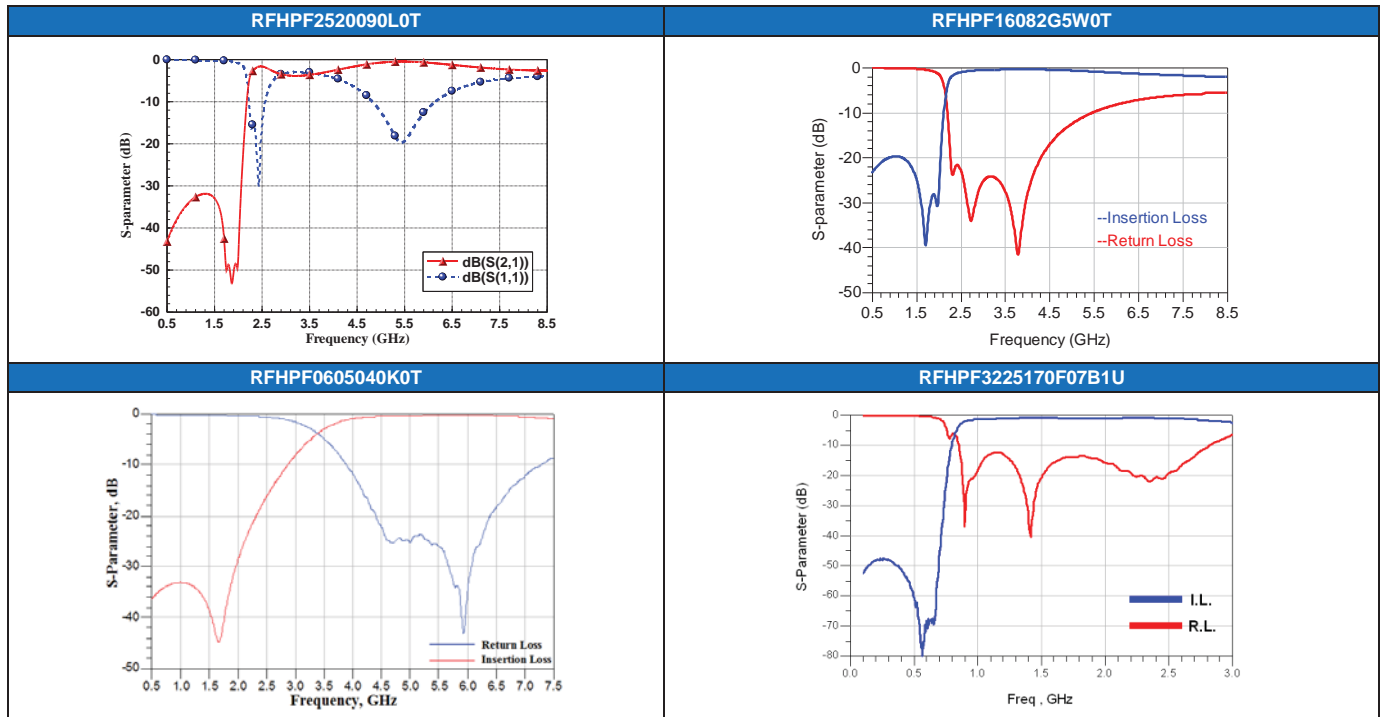 RFHPF2520090L0T
RFHPF16082G5W0T
S-parameter (dB)
-0
-10
-20
-30
-40
-50
-60
dB(S(2,1))
dB(S(1,1))
0.5 1.5 2.5 3.5 4.5 5.5 6.5 7.5 8.5
Frequency (GHz)
S-parameter (dB)
0
-10
-20
-30
-40
-50
--Insertion Loss
--Return Loss
0.5 1.5 2.5 3.5 4.5 5.5 6.5 7.5 8.5
Frequency (GHz)
RFHPF0605040K0T
RFHPF3225170F07B1U
S-Parameter, dB
0
-10
-20
-30
-40
-50
Return Loss
Insertion Loss
0.5 1.0 1.5 2.0 2.5 3.0 3.5 4.0 4.5 5.0 5.5 6.0 6.5 7.0 7.5
Frequency, GHz
S-Parameter (dB)
0
-10
-20
-30
-40
-50
-60
-70
-80
I.L.
R.L.
0.0 0.5 1.0 1.5 2.0 2.5 3.0
Freq , GHz